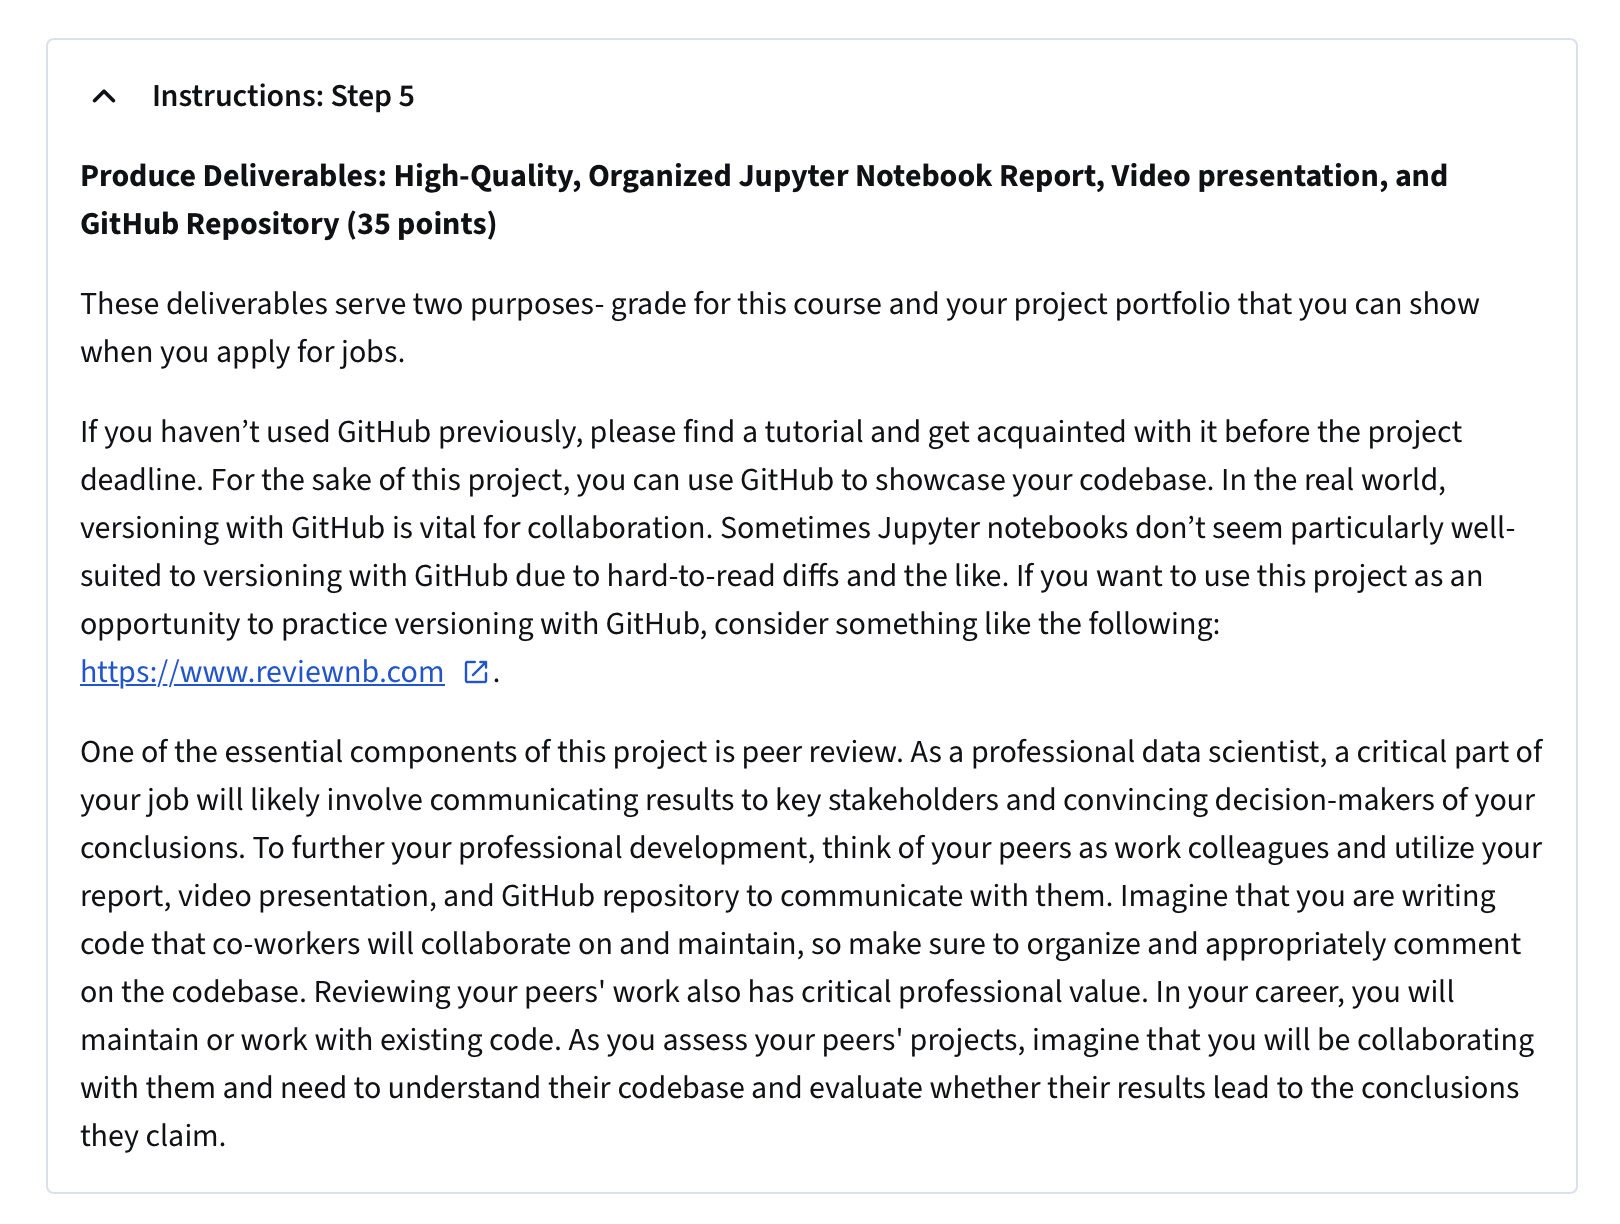 Instructions: Step 5
Produce Deliverables: High-Quality, Organized Jupyter Notebook Report, Video presentation, and
GitHub Repository (35 points)
These deliverables serve two purposes- grade for this course and your project portfolio that you can show
when you apply for jobs.
If you haven’t used GitHub previously, please find a tutorial and get acquainted with it before the project
deadline. For the sake of this project, you can use GitHub to showcase your codebase. In the real world,
versioning with GitHub is vital for collaboration. Sometimes Jupyter notebooks don’t seem particularly well-
suited to versioning with GitHub due to hard-to-read diffs and the like. If you want to use this project as an
opportunity to practice versioning with GitHub, consider something like the following:
https://www.reviewnb.com .
One of the essential components of this project is peer review. As a professional data scientist, a critical part of
your job will likely involve communicating results to key stakeholders and convincing decision-makers of your
conclusions. To further your professional development, think of your peers as work colleagues and utilize your
report, video presentation, and GitHub repository to communicate with them. Imagine that you are writing
code that co-workers will collaborate on and maintain, so make sure to organize and appropriately comment
on the codebase. Reviewing your peers' work also has critical professional value. In your career, you will
maintain or work with existing code. As you assess your peers' projects, imagine that you will be collaborating
with them and need to understand their codebase and evaluate whether their results lead to the conclusions
they claim.